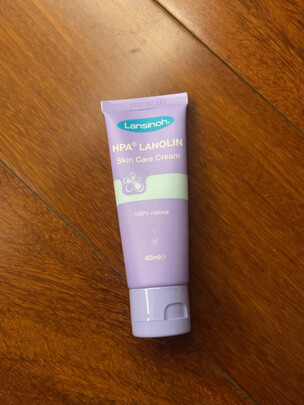 Lansinoh®
HPA® LANOLIN
Skin Care Cream
100% natural
40ml℮